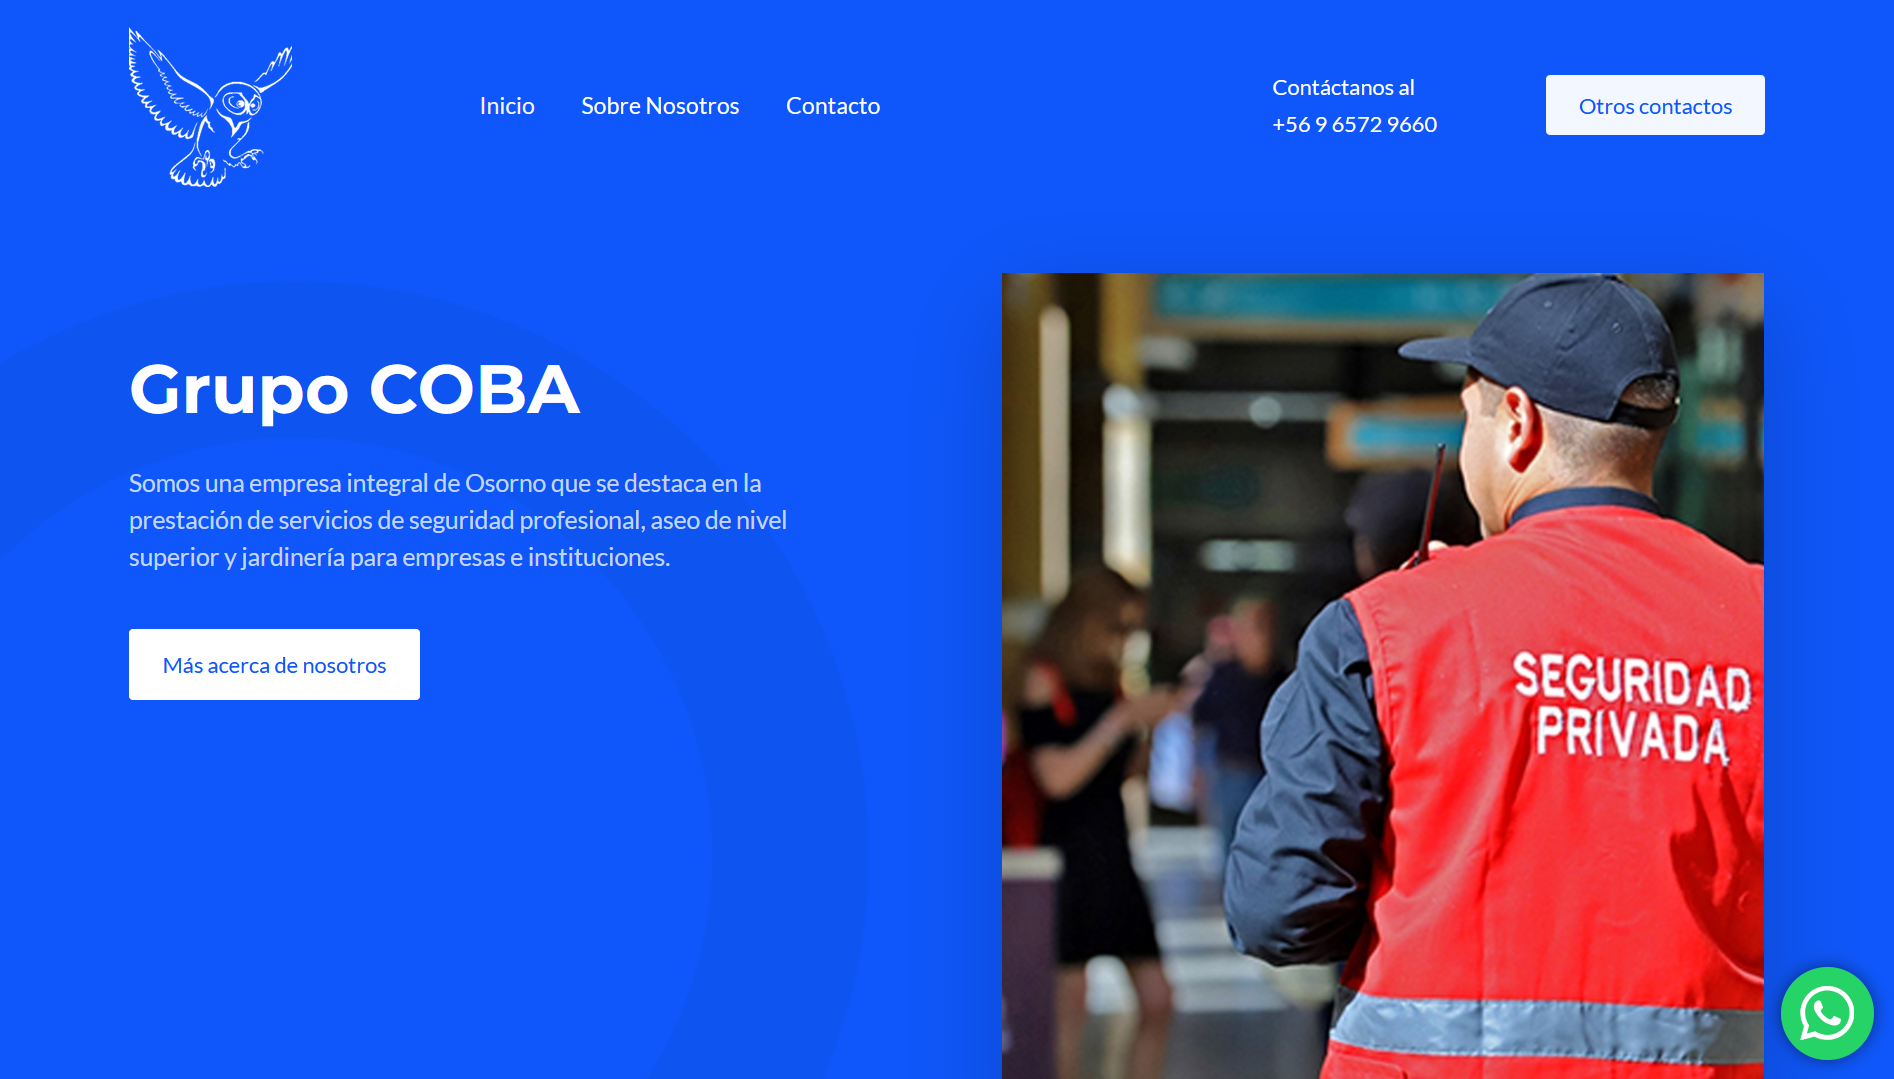 Inicio
Sobre Nosotros
Contacto
Contáctanos al
+56 9 6572 9660
Otros contactos
Grupo COBA
Somos una empresa integral de Osorno que se destaca en la
prestación de servicios de seguridad profesional, aseo de nivel
superior y jardinería para empresas e instituciones.
Más acerca de nosotros
SEGURIDAD
PRIVADA